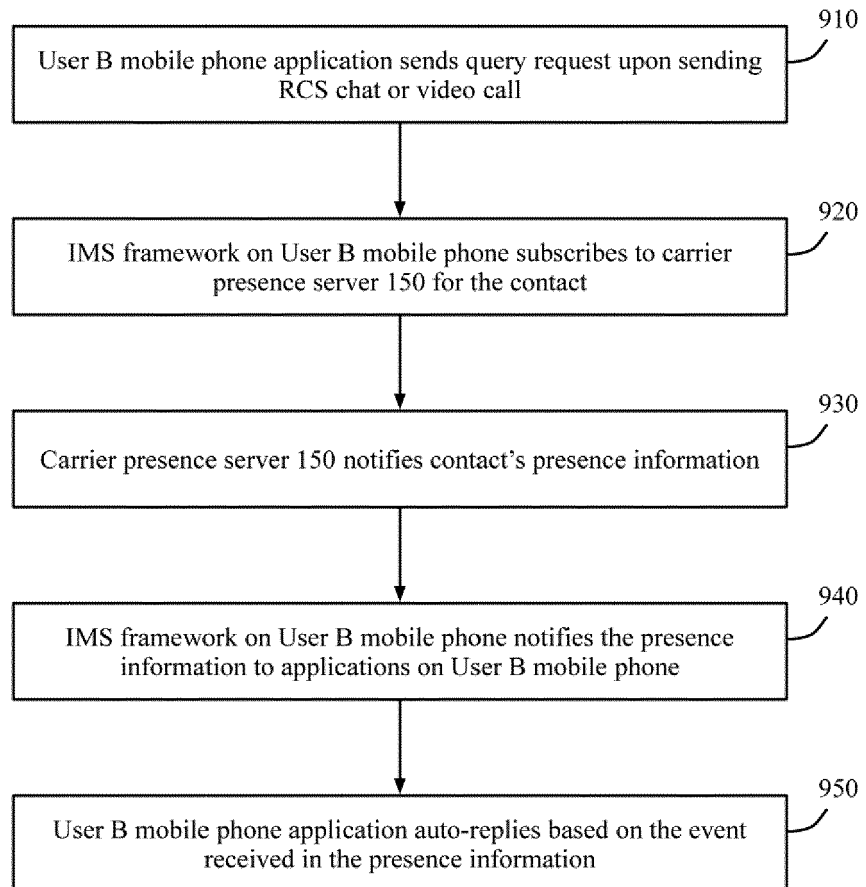 910
User B mobile phone application sends query request upon sending
RCS chat or video call
920
IMS framework on User B mobile phone subscribes to carrier
presence server 150 for the contact
930
Carrier presence server 150 notifies contact's presence information
940
IMS framework on User B mobile phone notifies the presence
information to applications on User B mobile phone
950
User B mobile phone application auto-replies based on the event
received in the presence information